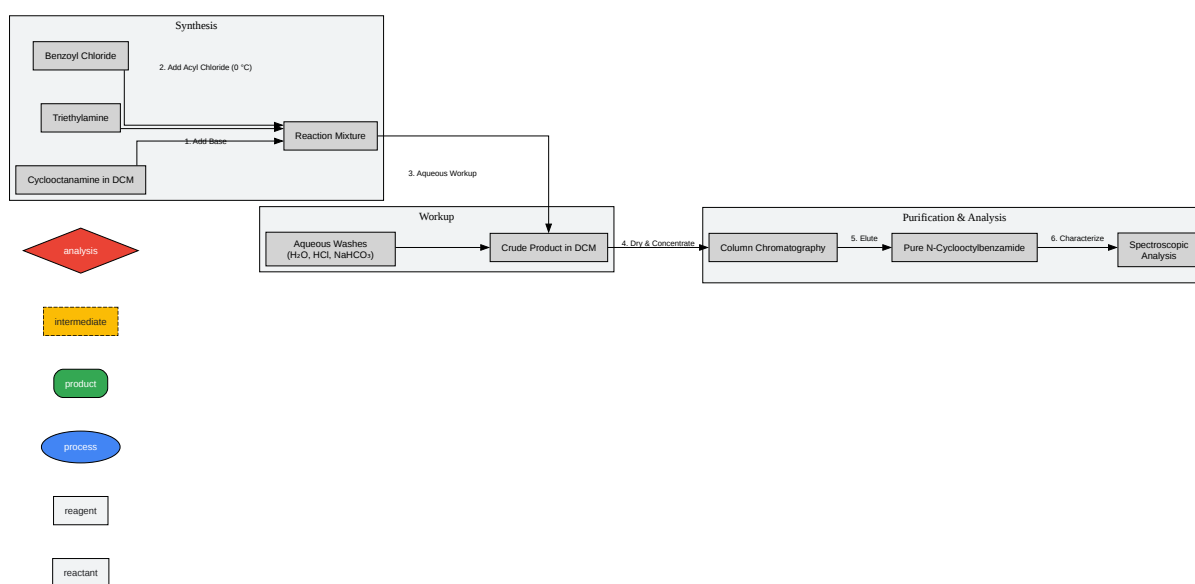 Synthesis
Benzoyl Chloride
2. Add Acyl Chloride (0 °C)
Triethylamine
Reaction Mixture
1. Add Base
Cyclooctanamine in DCM
3. Aqueous Workup
Workup
Aqueous Washes
(H₂O, HCl, NaHCO₃)
Crude Product in DCM
4. Dry & Concentrate
Purification & Analysis
Column Chromatography
5. Elute
Pure N-Cyclooctylbenzamide
6. Characterize
Spectroscopic
Analysis
analysis
intermediate
product
process
reagent
reactant